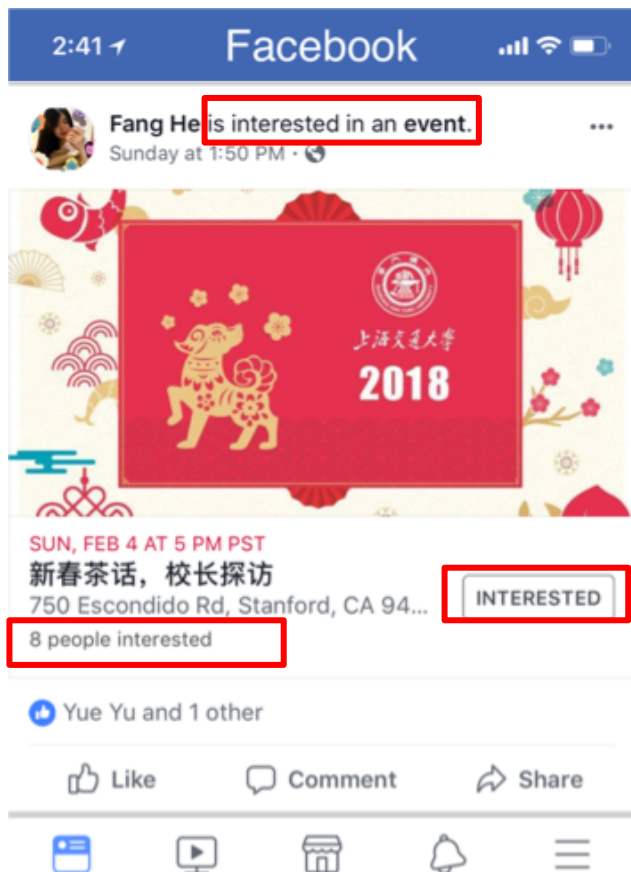 2:41
Facebook
Fang He is interested in an event.
Sunday at 1:50 PM ·
上海交通大学
2018
SUN, FEB 4 AT 5 PM PST
新春茶话，校长探访
750 Escondido Rd, Stanford, CA 94...
INTERESTED
8 people interested
Yue Yu and 1 other
Like
Comment
Share